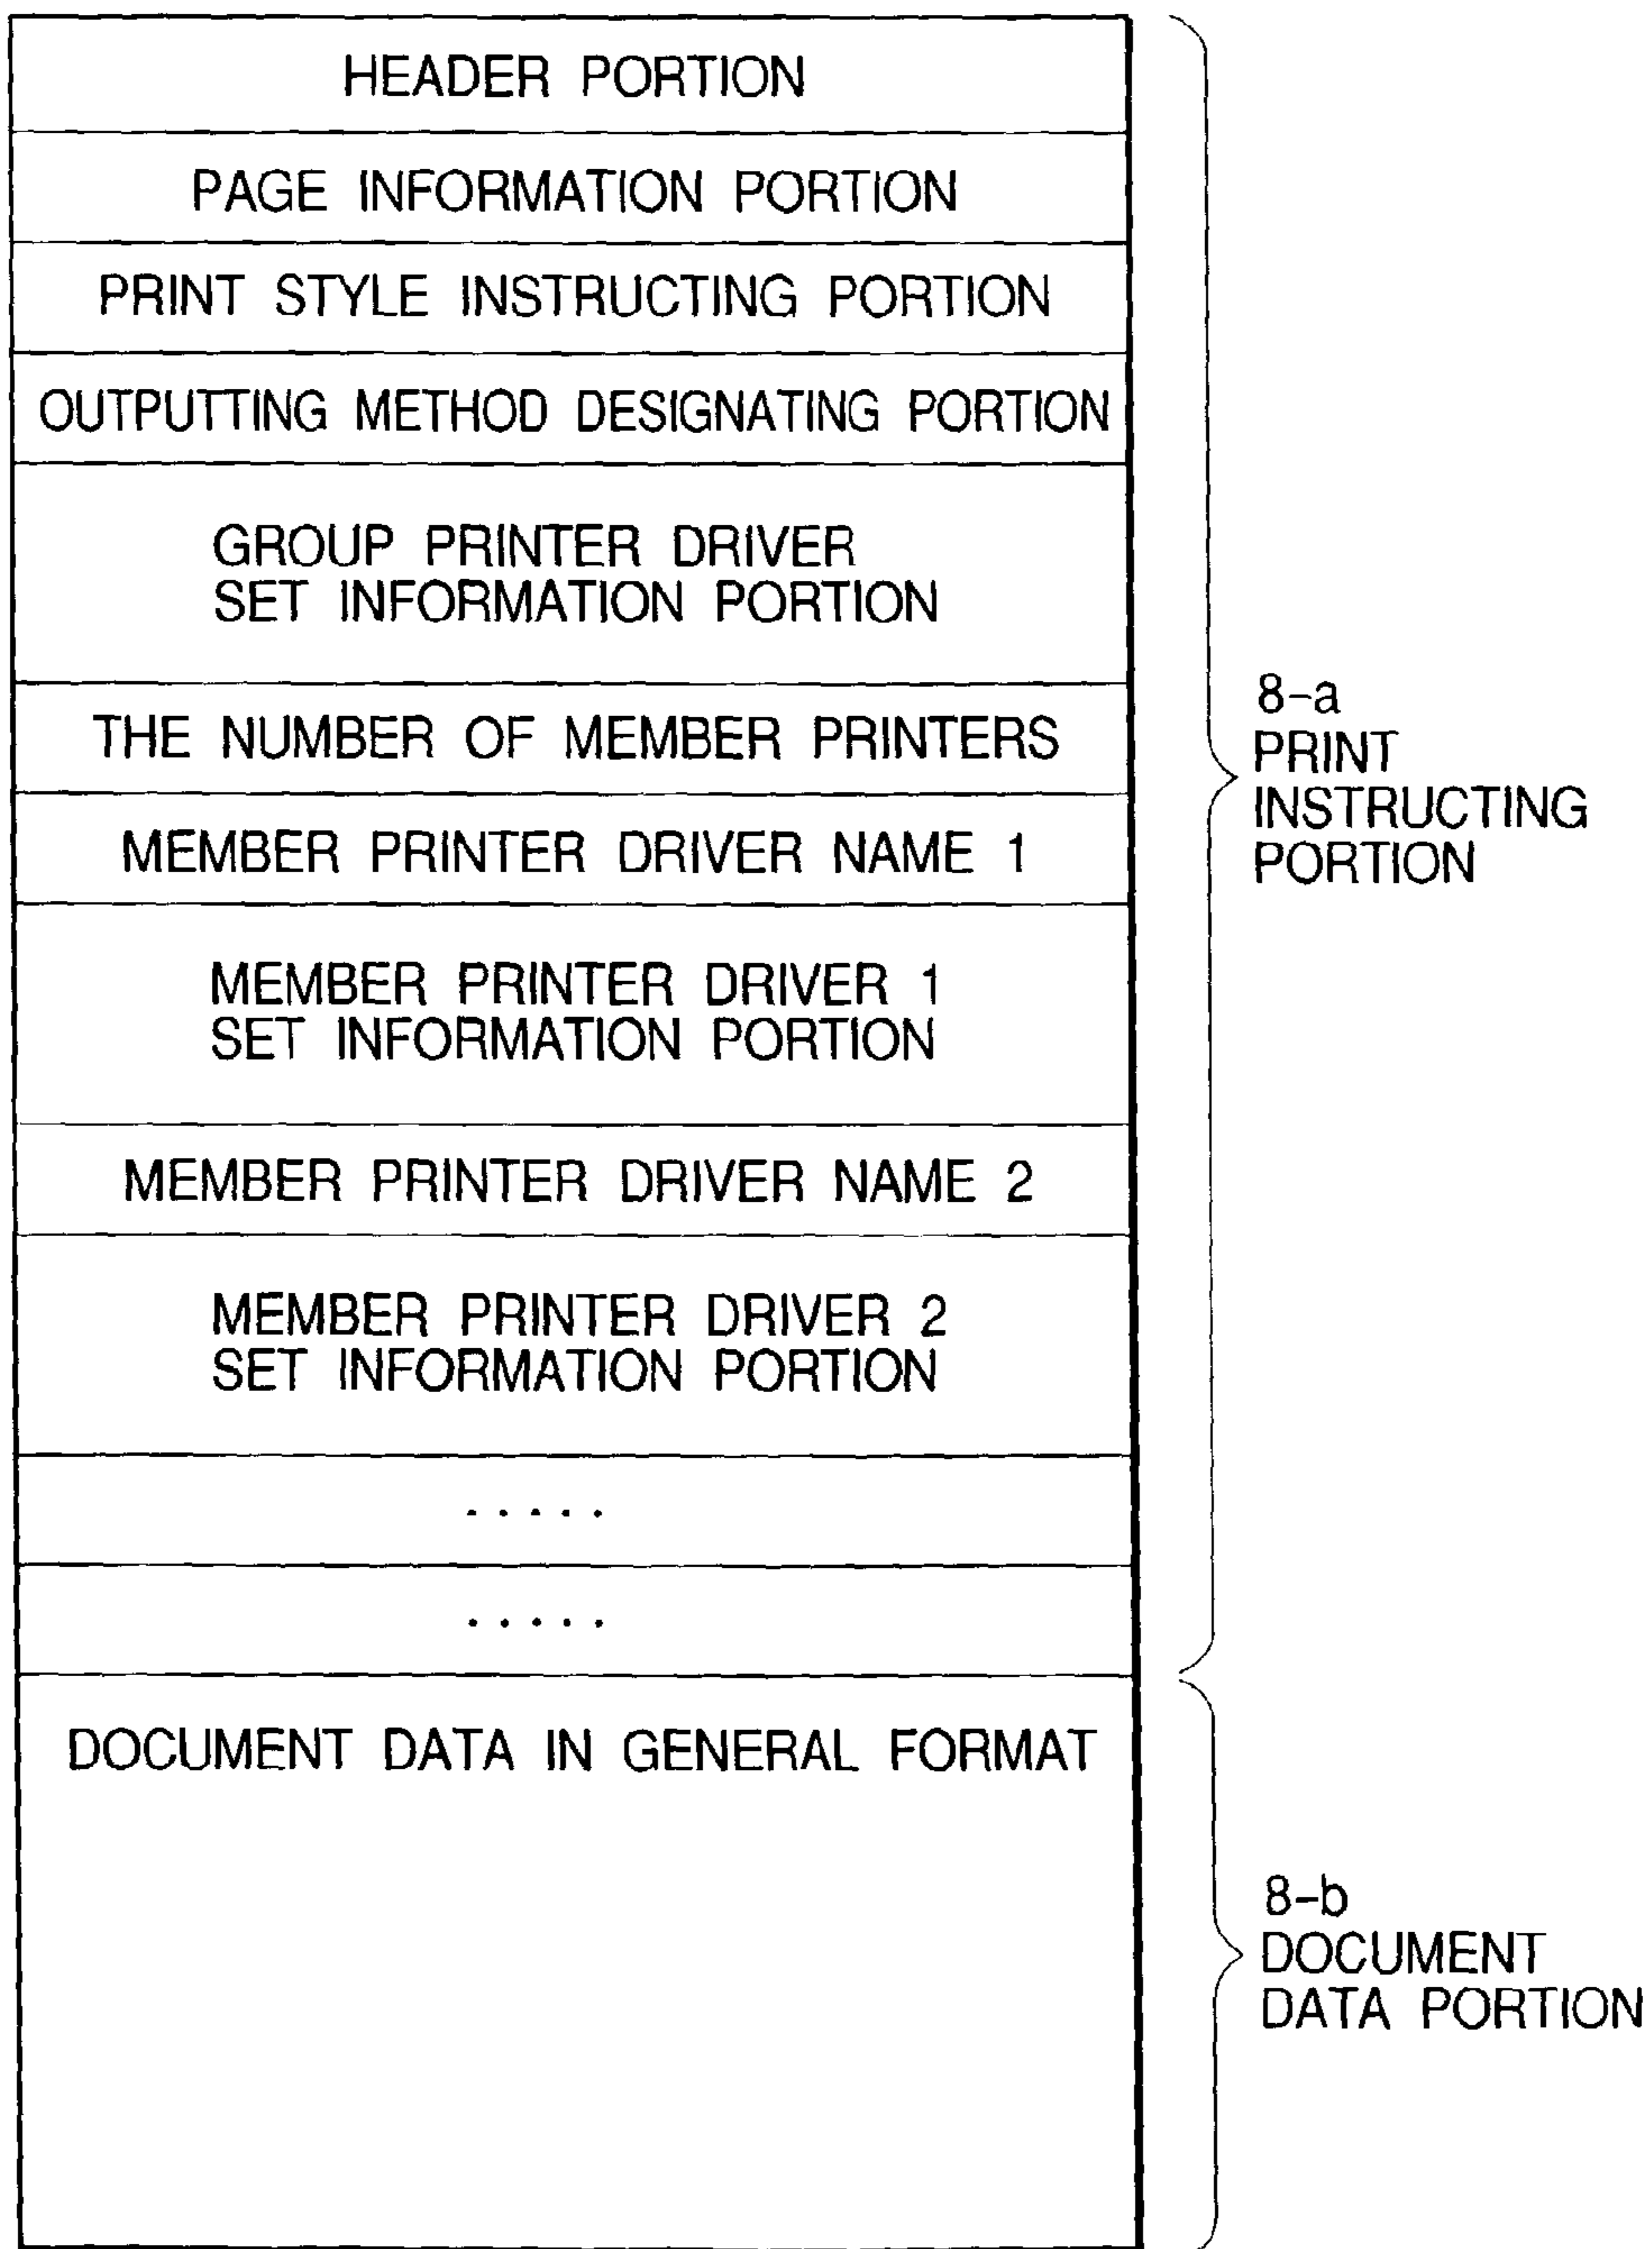 HEADER PORTION
PAGE INFORMATION PORTION
PRINT STYLE INSTRUCTING PORTION
OUTPUTTING METHOD DESIGNATING PORTION
GROUP PRINTER DRIVER
SET INFORMATION PORTION
THE NUMBER OF MEMBER PRINTERS
MEMBER PRINTER DRIVER NAME 1
MEMBER PRINTER DRIVER 1
SET INFORMATION PORTION
MEMBER PRINTER DRIVER NAME 2
MEMBER PRINTER DRIVER 2
SET INFORMATION PORTION
.....
.....
8-a
PRINT
INSTRUCTING
PORTION
DOCUMENT DATA IN GENERAL FORMAT
8-b
DOCUMENT
DATA PORTION